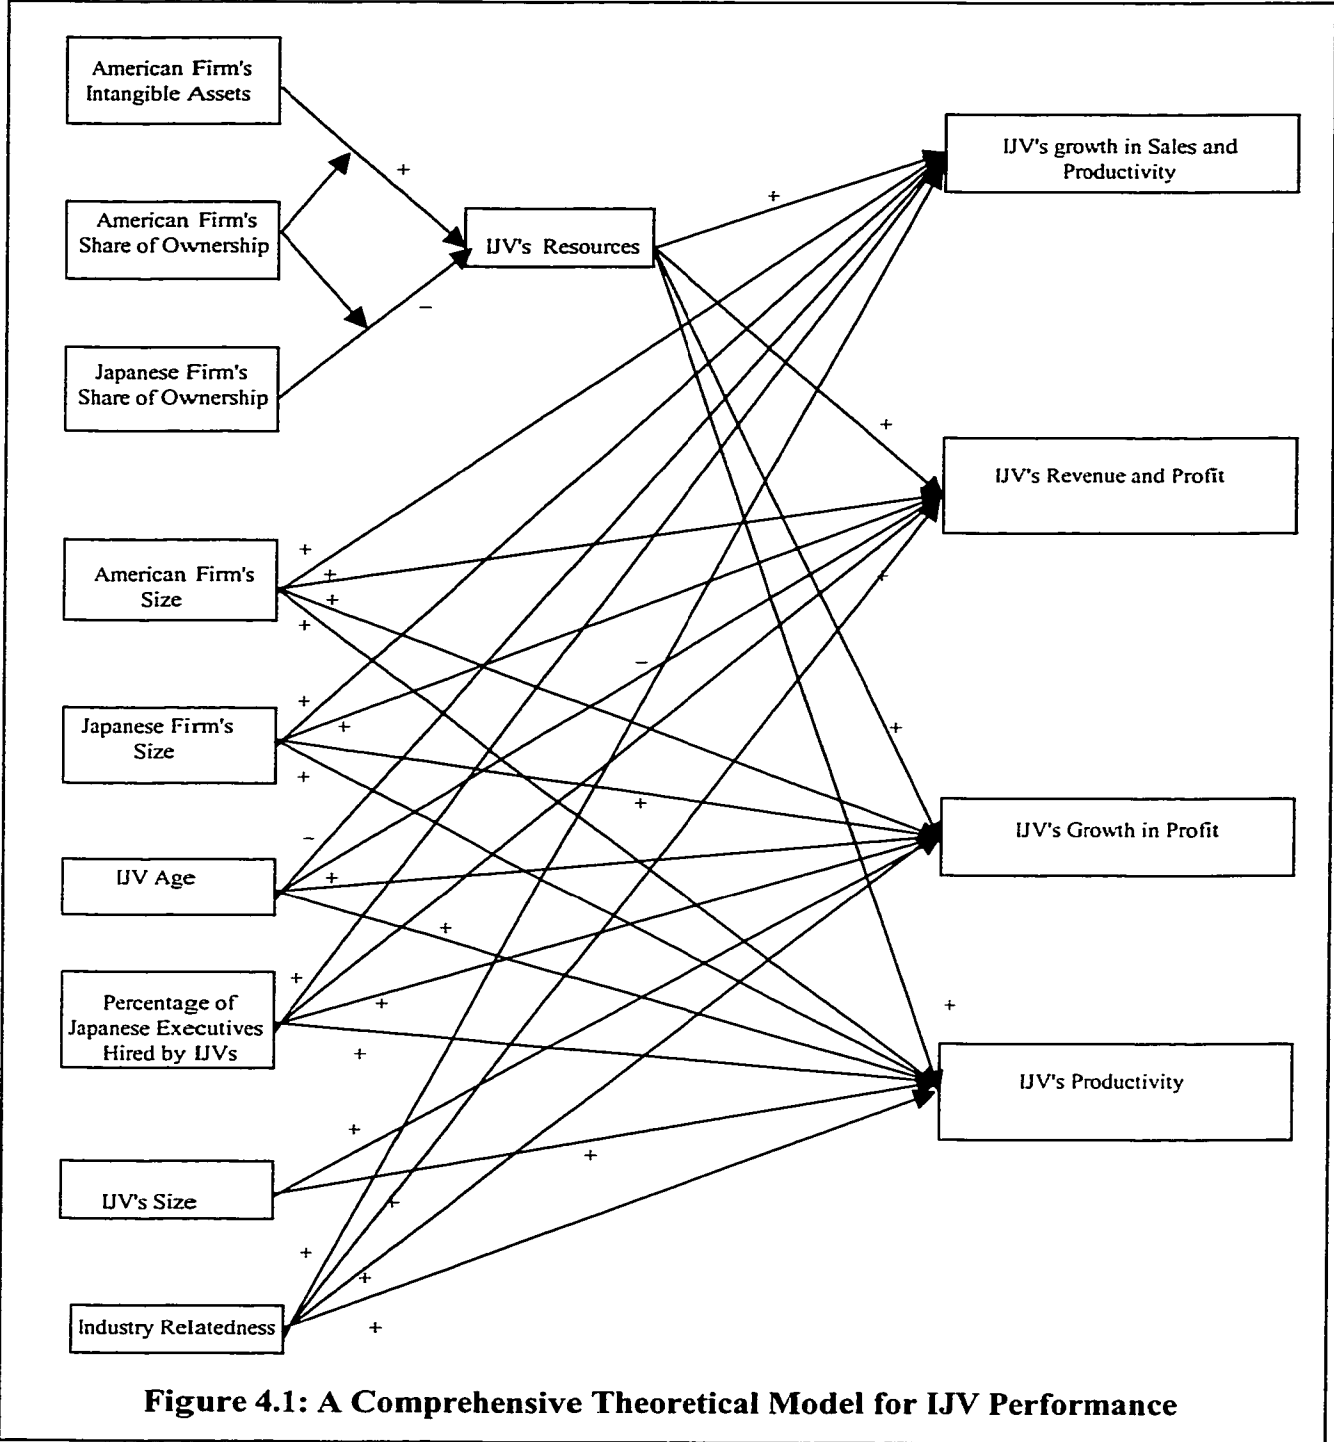 American Firm's
Intangible Assets
American Firm's
Share of Ownership
Japanese Firm's
Share of Ownership
+
−
IJV's Resources
+
IJV's growth in Sales and
Productivity
+
IJV's Revenue and Profit
+
+
+
+
American Firm's
Size
+
−
+
+
+
Japanese Firm's
Size
+
+
IJV's Growth in Profit
−
+
IJV Age
+
+
+
Percentage of
Japanese Executives
Hired by IJVs
+
+
IJV's Productivity
+
+
IJV's Size
+
+
+
Industry Relatedness
+
Figure 4.1: A Comprehensive Theoretical Model for IJV Performance